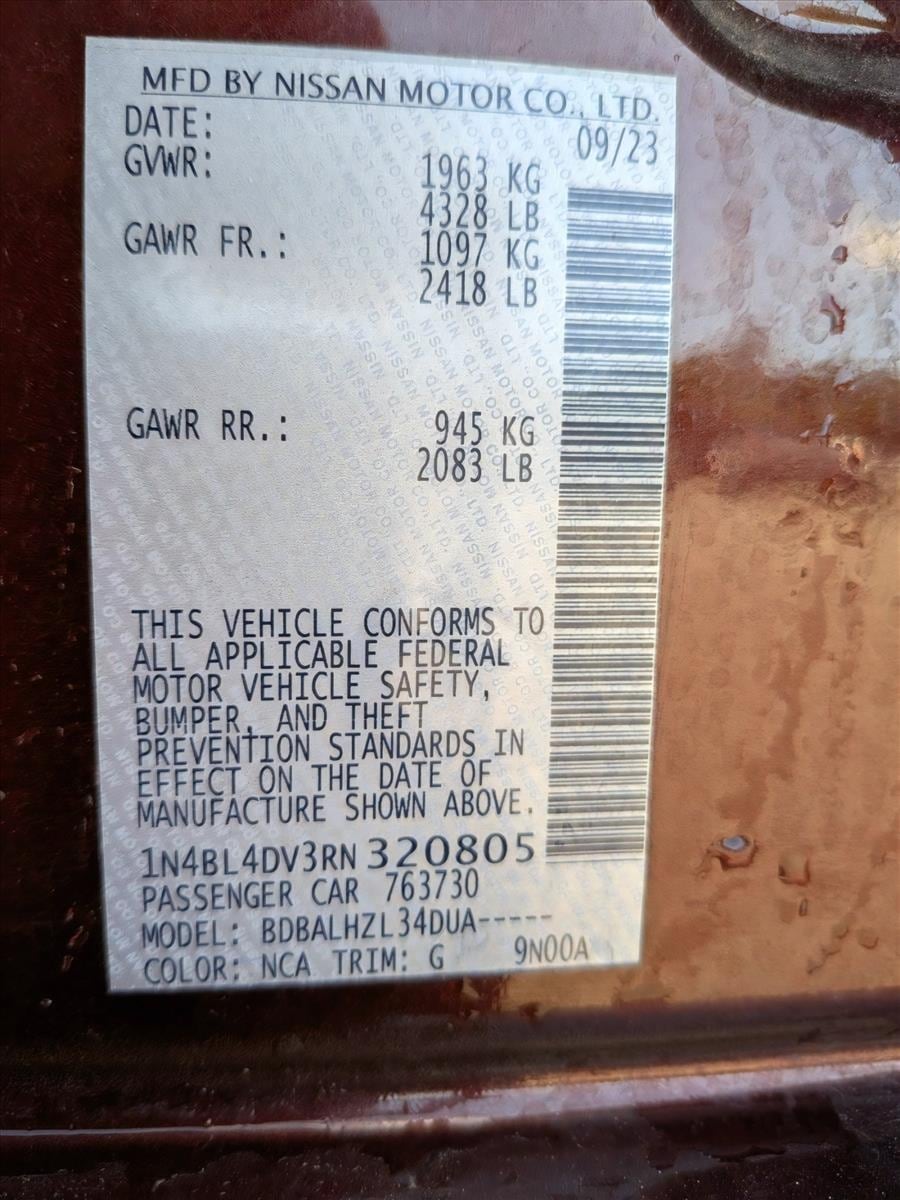 MFD BY NISSAN MOTOR CO., LTD.
DATE: 09/23
GVWR: 1963 KG
4328 LB
GAWR FR.: 1097 KG
2418 LB
GAWR RR.: 945 KG
2083 LB
THIS VEHICLE CONFORMS TO
ALL APPLICABLE FEDERAL
MOTOR VEHICLE SAFETY,
BUMPER, AND THEFT
PREVENTION STANDARDS IN
EFFECT ON THE DATE OF
MANUFACTURE SHOWN ABOVE.
1N4BL4DV3RN 320805
PASSENGER CAR 763730
MODEL: BDBALHZL34DUA-----
COLOR: NCA TRIM: G 9N00A